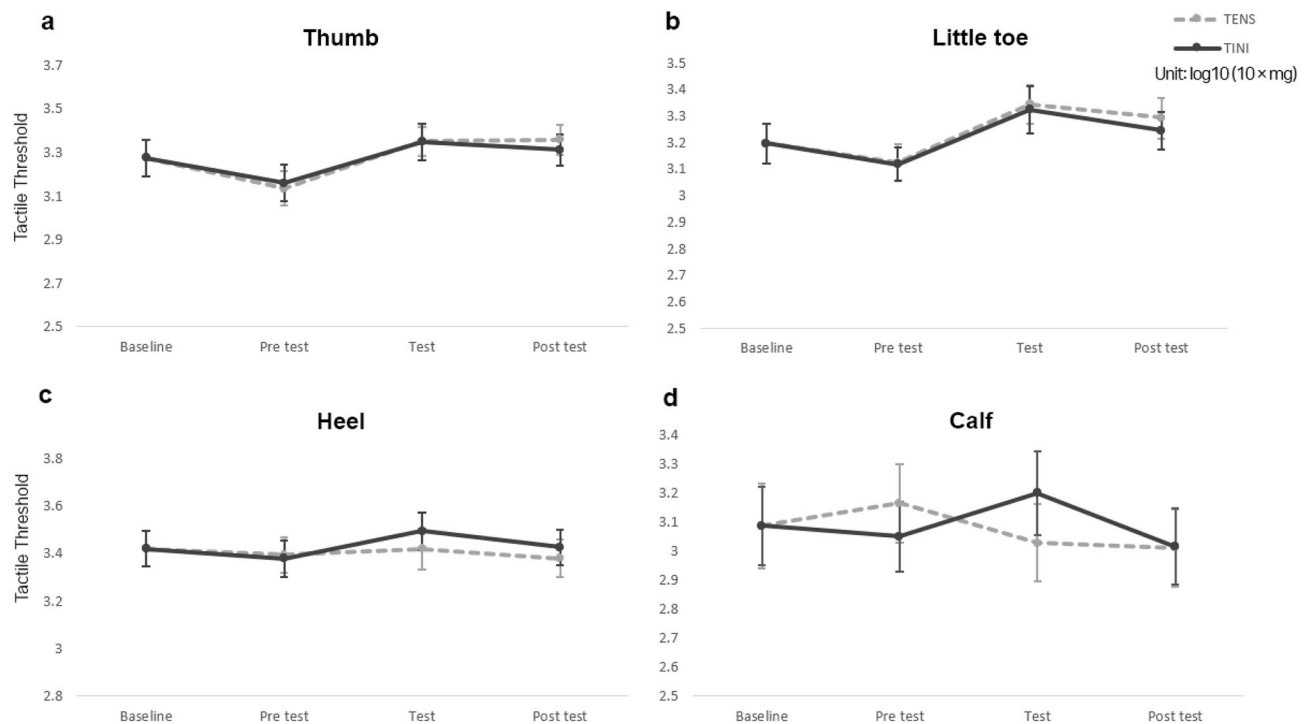 a
Thumb
Tactile Threshold
3.7
3.5
3.3
3.1
2.9
2.7
2.5
Baseline Pre test Test Post test
b
Little toe
TENS
TINI
Unit: log10 (10 × mg)
3.5
3.4
3.3
3.2
3.1
3
2.9
2.8
2.7
2.6
2.5
Baseline Pre test Test Post test
c
Heel
Tactile Threshold
3.8
3.6
3.4
3.2
3
2.8
Baseline Pre test Test Post test
d
Calf
3.4
3.3
3.2
3.1
3
2.9
2.8
2.7
2.6
2.5
Baseline Pre test Test Post test